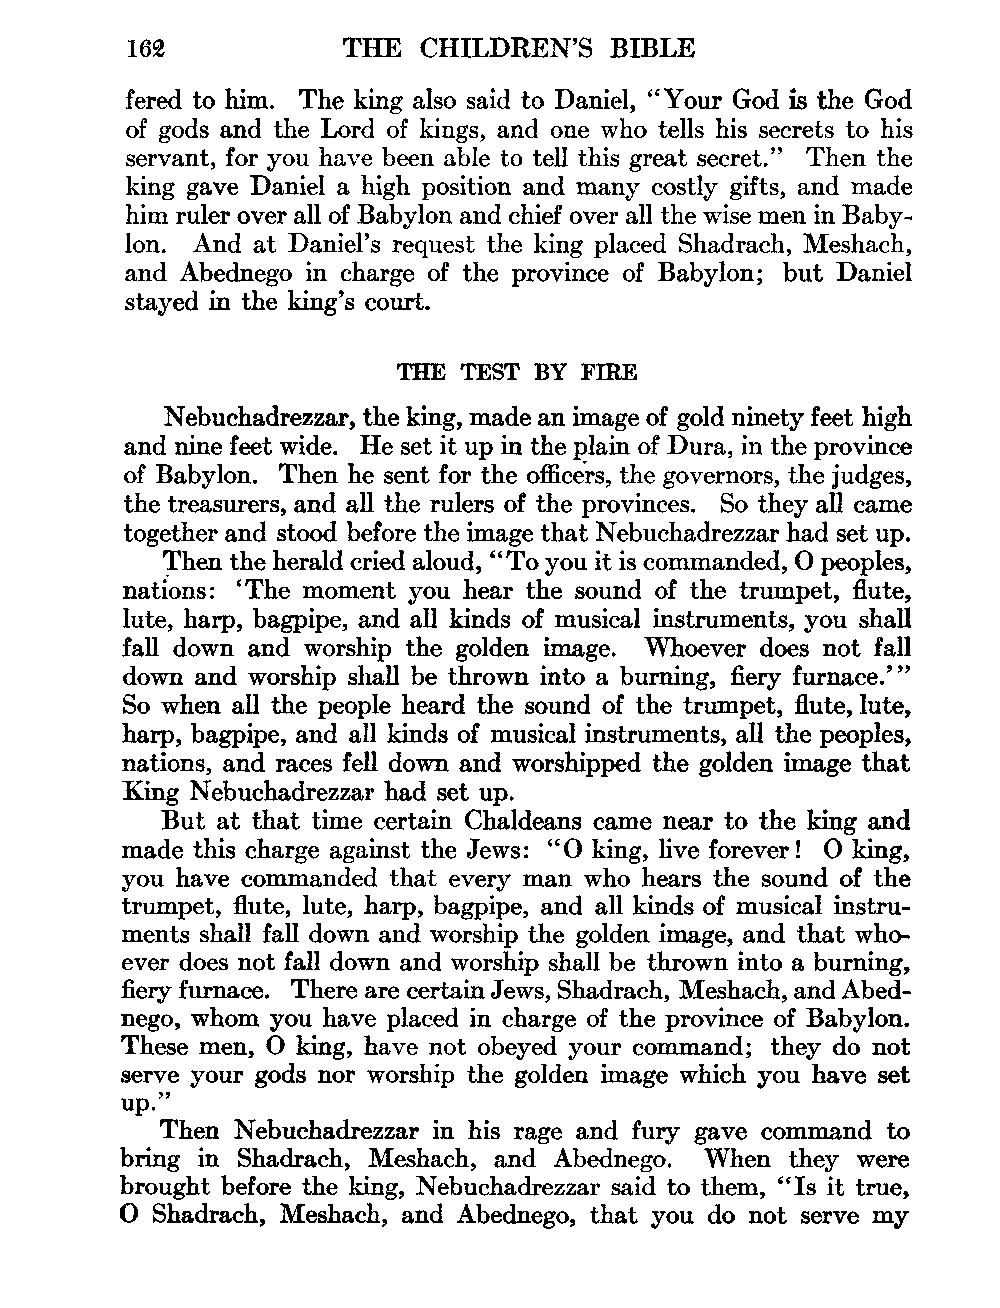 162 THE CHILDREN'S BIBLE
fered to him. The king also said to Daniel, "Your God is the God
of gods and the Lord of kings, and one who tells his secrets to his
servant, for you have been able to tell this great secret." Then the
king gave Daniel a high position and many costly gifts, and made
him ruler over all of Babylon and chief over all the wise men in Baby-
lon. And at Daniel's request the king placed Shadrach, Meshach,
and Abednego in charge of the province of Babylon; but Daniel
stayed in the king's court.
THE TEST BY FIRE
Nebuchadrezzar, the king, made an image of gold ninety feet high
and nine feet wide. He set it up in the plain of Dura, in the province
of Babylon. Then he sent for the officers, the governors, the judges,
the treasurers, and all the rulers of the provinces. So they all came
together and stood before the image that Nebuchadrezzar had set up.
Then the herald cried aloud, "To you it is commanded, O peoples,
nations: 'The moment you hear the sound of the trumpet, flute,
lute, harp, bagpipe, and all kinds of musical instruments, you shall
fall down and worship the golden image. Whoever does not fall
down and worship shall be thrown into a burning, fiery furnace.'"
So when all the people heard the sound of the trumpet, flute, lute,
harp, bagpipe, and all kinds of musical instruments, all the peoples,
nations, and races fell down and worshipped the golden image that
King Nebuchadrezzar had set up.
But at that time certain Chaldeans came near to the king and
made this charge against the Jews: "O king, live forever! O king,
you have commanded that every man who hears the sound of the
trumpet, flute, lute, harp, bagpipe, and all kinds of musical instru-
ments shall fall down and worship the golden image, and that who-
ever does not fall down and worship shall be thrown into a burning,
fiery furnace. There are certain Jews, Shadrach, Meshach, and Abed-
nego, whom you have placed in charge of the province of Babylon.
These men, O king, have not obeyed your command; they do not
serve your gods nor worship the golden image which you have set
up."
Then Nebuchadrezzar in his rage and fury gave command to
bring in Shadrach, Meshach, and Abednego. When they were
brought before the king, Nebuchadrezzar said to them, "Is it true,
O Shadrach, Meshach, and Abednego, that you do not serve my